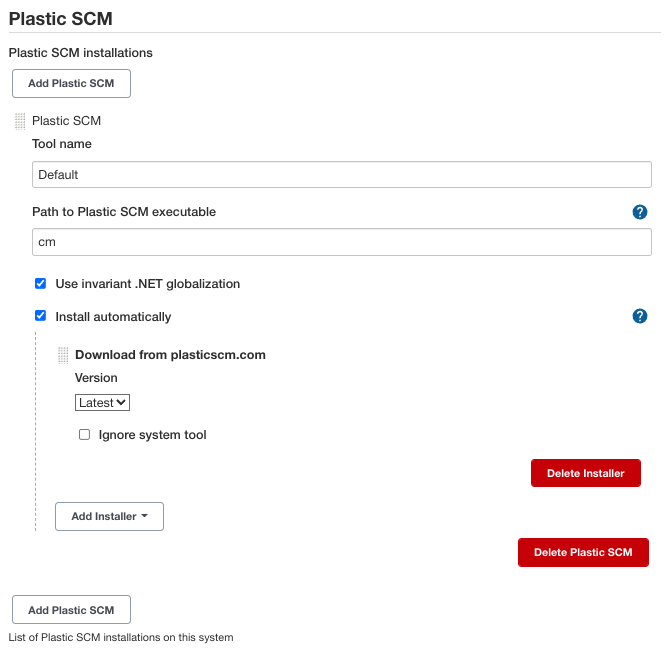 Plastic SCM
Plastic SCM installations
Add Plastic SCM
Plastic SCM
Tool name
Default
Path to Plastic SCM executable
?
cm
Use invariant .NET globalization
Install automatically
?
Download from plasticscm.com
Version
Latest
Ignore system tool
Delete Installer
Add Installer
Delete Plastic SCM
Add Plastic SCM
List of Plastic SCM installations on this system